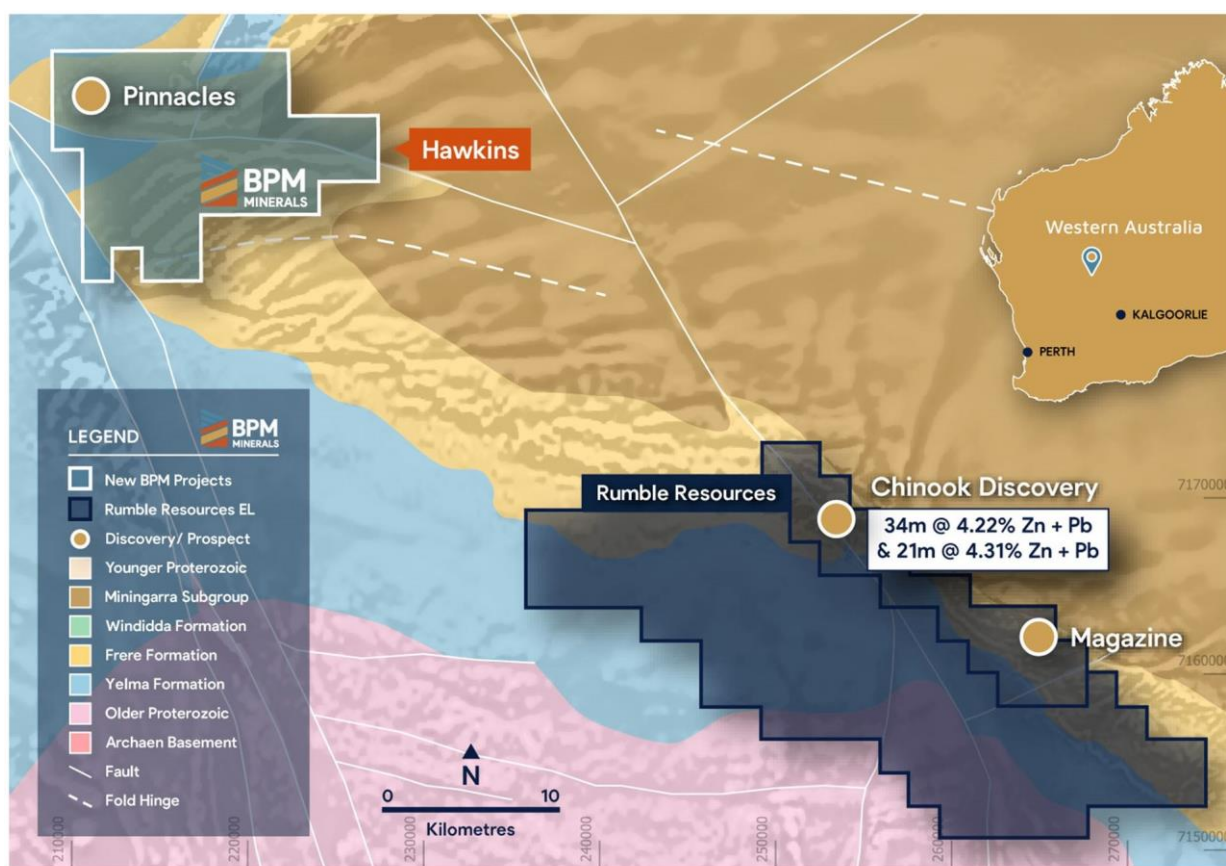 Pinnacles
Hawkins
BPM
MINERALS
Western Australia
KALGOORLIE
PERTH
LEGEND
BPM
MINERALS
New BPM Projects
Rumble Resources EL
Discovery/ Prospect
Younger Proterozoic
Miningarra Subgroup
Windidda Formation
Frere Formation
Yelma Formation
Older Proterozoic
Archaen Basement
Fault
Fold Hinge
Rumble Resources
Chinook Discovery
34m @ 4.22% Zn + Pb
& 21m @ 4.31% Zn + Pb
Magazine
7170000
7160000
7150000
N
0 10
Kilometres
210000
220000
230000
240000
250000
260000
270000